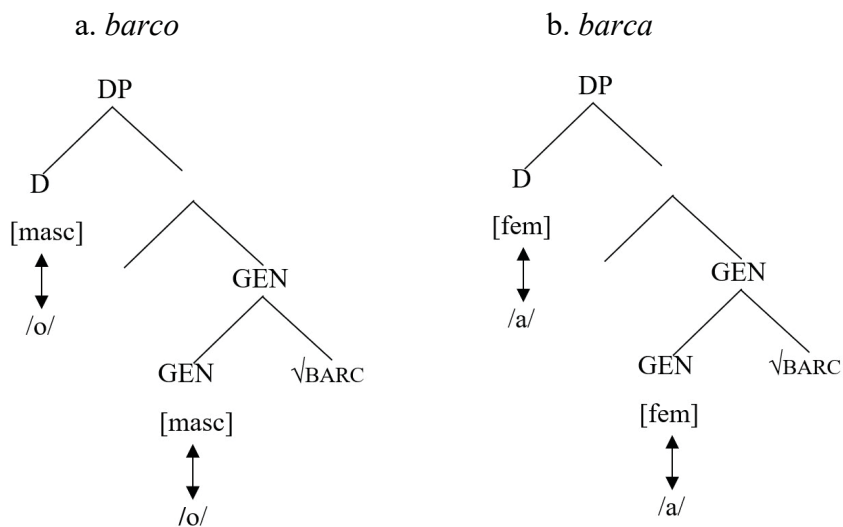 a. barco
b. barca
DP
DP
D
D
[masc]
[fem]
GEN
GEN
/o/
/a/
GEN
√BARC
GEN
√BARC
[masc]
[fem]
/o/
/a/